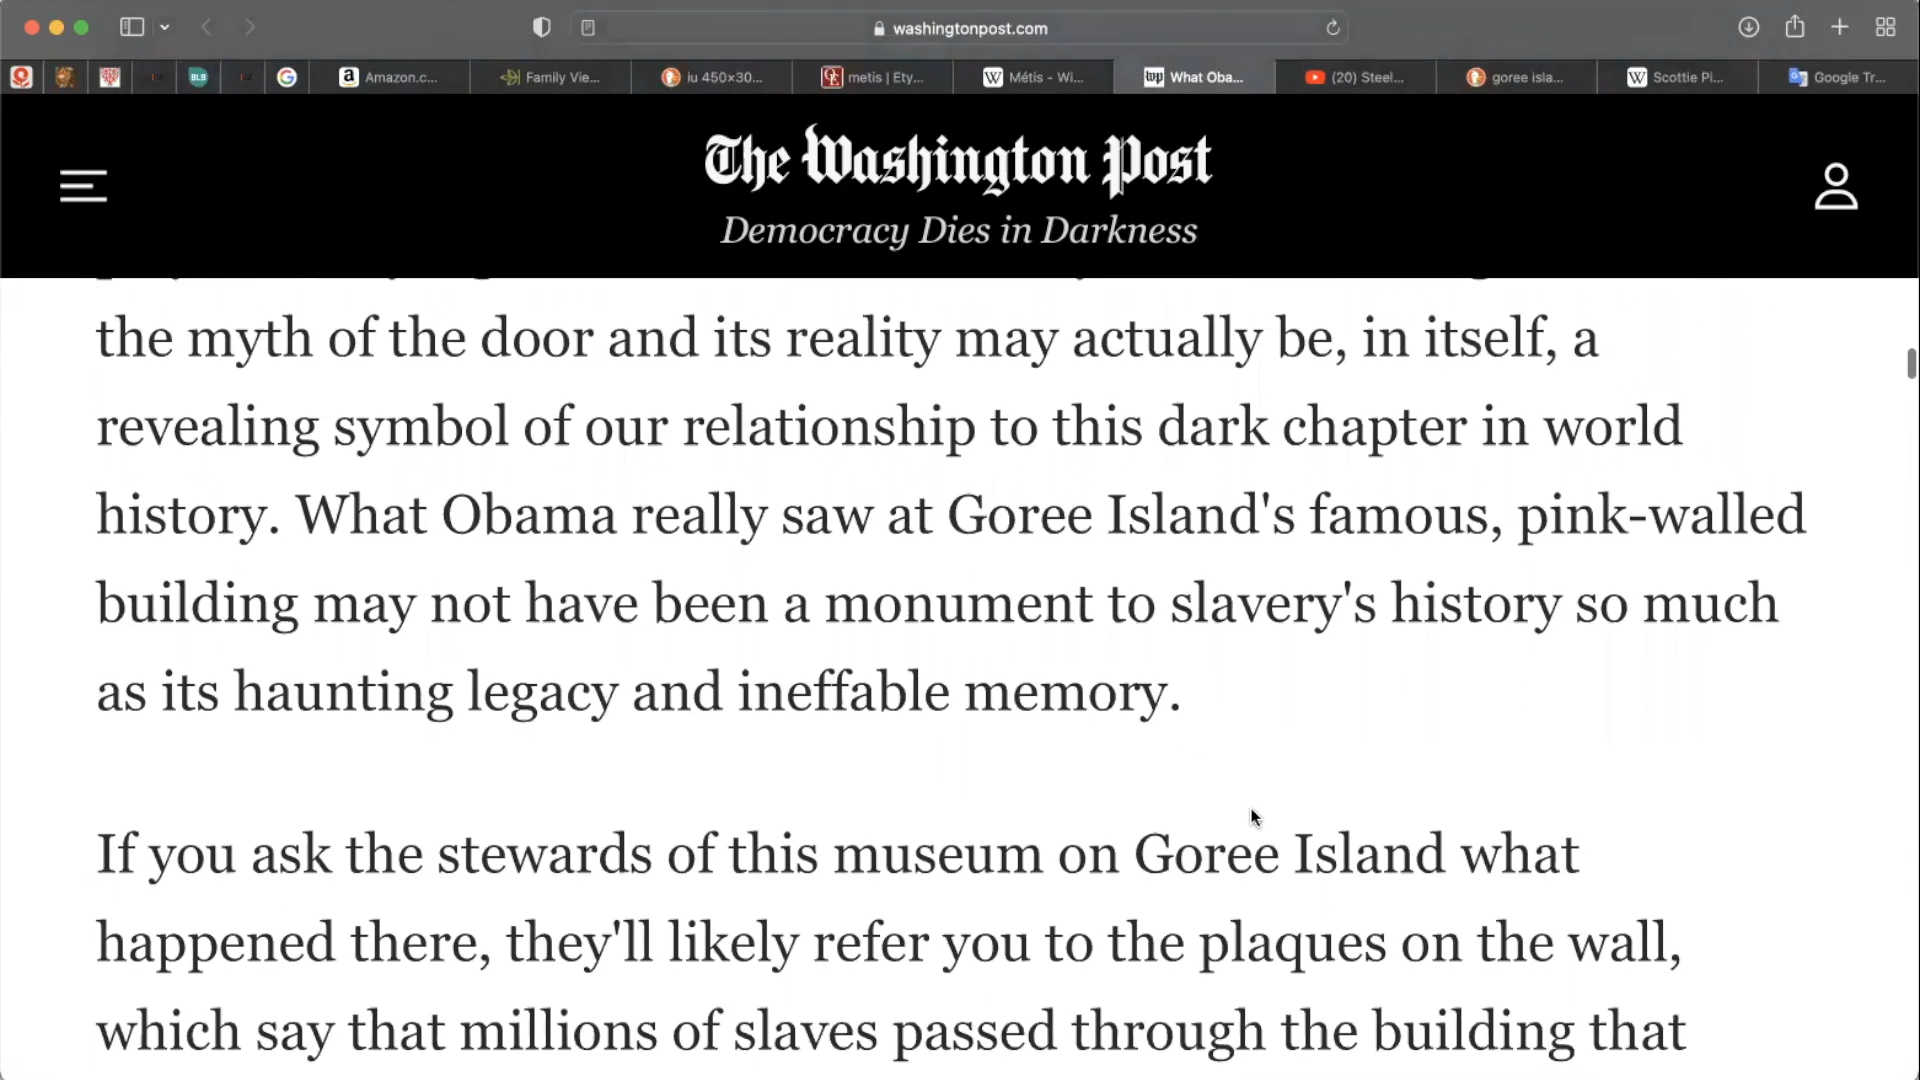 washingtonpost.com
BLB
Amazon.c...
Family Vie...
iu 450×30...
metis | Ety...
Métis - Wi...
What Oba...
(20) Steel...
goree isla...
Scottie Pi...
Google Tr...
The Washington Post
Democracy Dies in Darkness
the myth of the door and its reality may actually be, in itself, a
revealing symbol of our relationship to this dark chapter in world
history. What Obama really saw at Goree Island's famous, pink-walled
building may not have been a monument to slavery's history so much
as its haunting legacy and ineffable memory.
If you ask the stewards of this museum on Goree Island what
happened there, they'll likely refer you to the plaques on the wall,
which say that millions of slaves passed through the building that